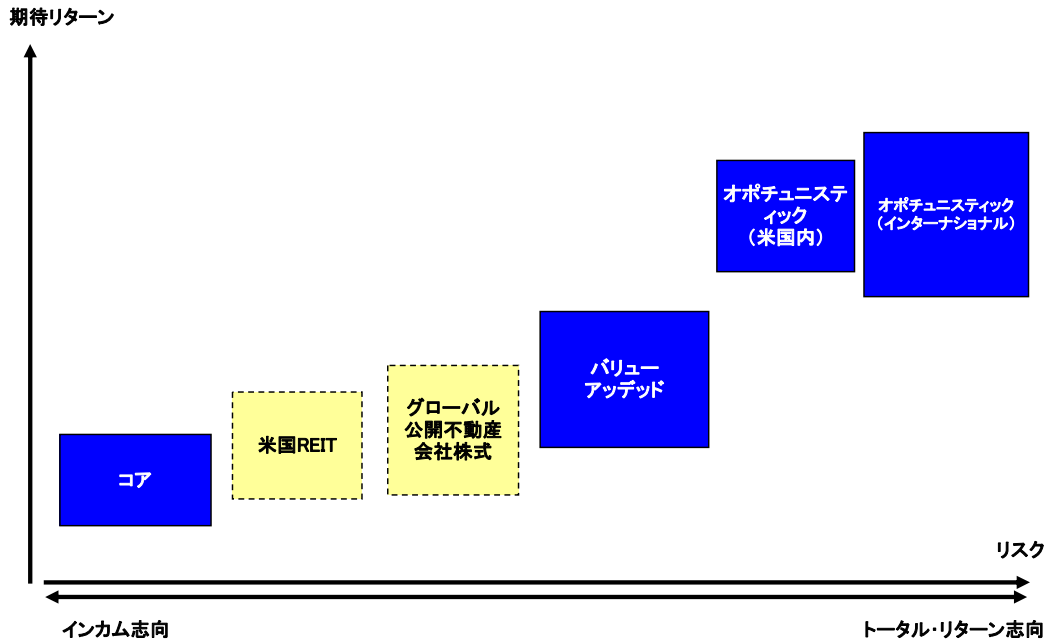 期待リターン
オポチュニステ
ィック
（米国内）
オポチュニスティック
（インターナショナル）
バリュー
アッデッド
グローバル
公開不動産
会社株式
米国REIT
コア
リスク
インカム志向
トータル・リターン志向